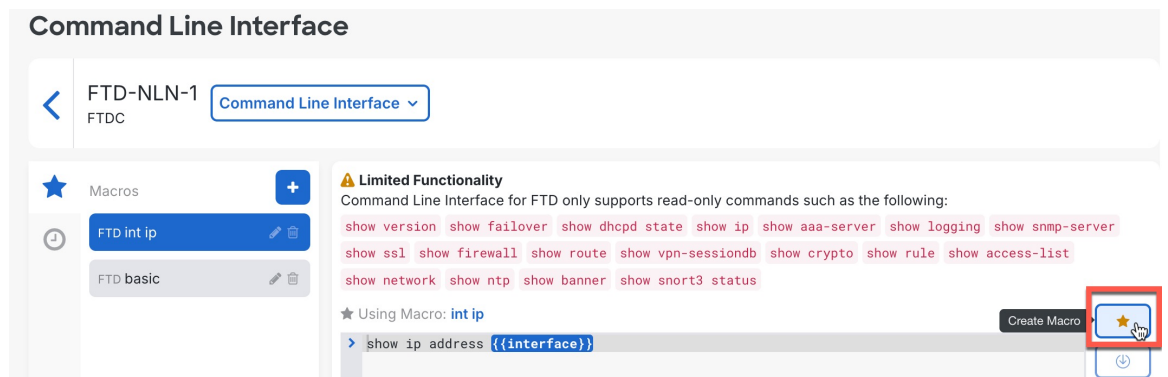 Command Line Interface
FTD-NLN-1
FTDC
Command Line Interface
Macros
+
FTD int ip
FTD basic
Limited Functionality
Command Line Interface for FTD only supports read-only commands such as the following:
show version show failover show dhcpd state show ip show aaa-server show logging show snmp-server
show ssl show firewall show route show vpn-sessiondb show crypto show rule show access-list
show network show ntp show banner show snort3 status
Using Macro: int ip
Create Macro
> show ip address {{interface}}